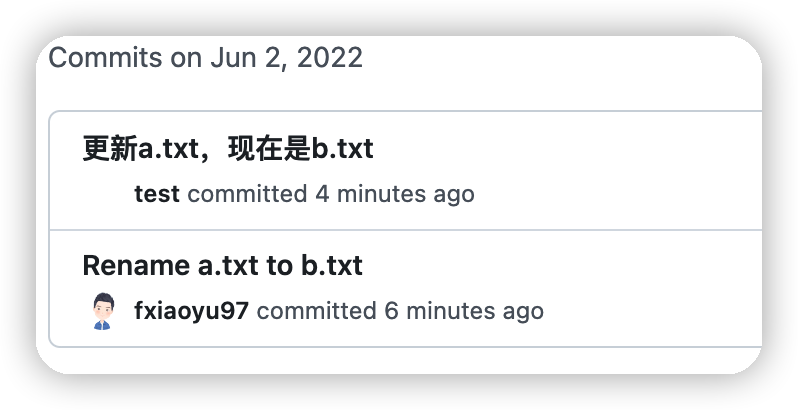 Commits on Jun 2, 2022
更新a.txt，现在是b.txt
test committed 4 minutes ago
Rename a.txt to b.txt
fxiaoyu97 committed 6 minutes ago